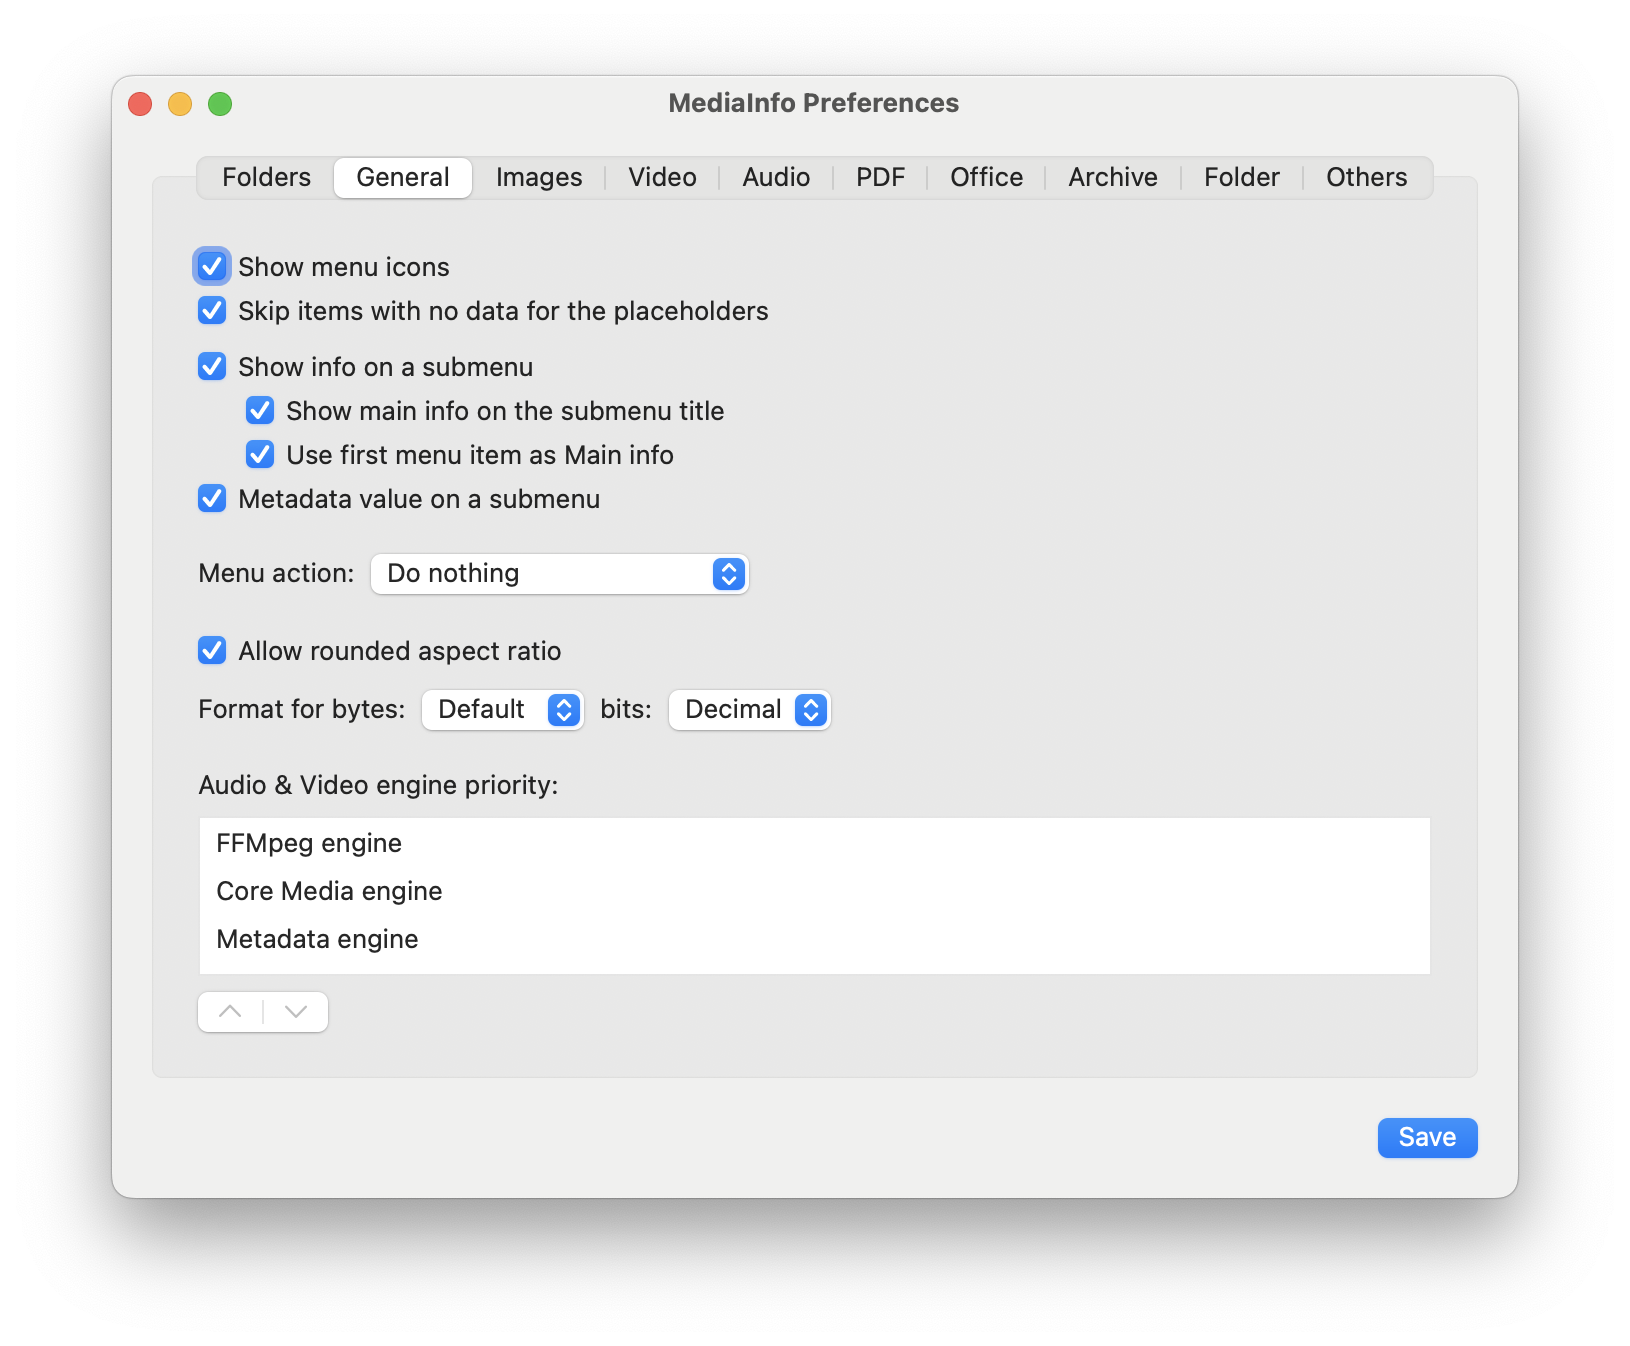 MediaInfo Preferences
Folders General Images Video Audio PDF Office Archive Folder Others
Show menu icons
Skip items with no data for the placeholders
Show info on a submenu
Show main info on the submenu title
Use first menu item as Main info
Metadata value on a submenu
Menu action: Do nothing
Allow rounded aspect ratio
Format for bytes: Default bits: Decimal
Audio & Video engine priority:
FFMpeg engine
Core Media engine
Metadata engine
Save